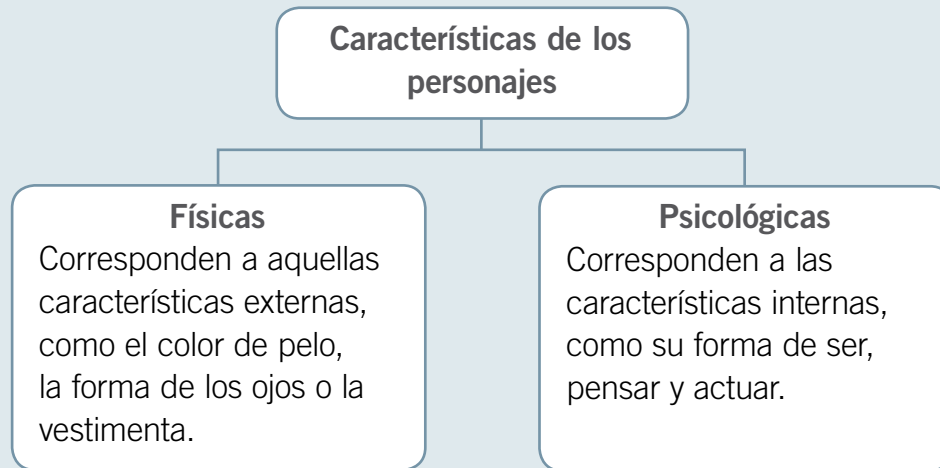 Características de los
personajes
Físicas
Corresponden a aquellas
características externas,
como el color de pelo,
la forma de los ojos o la
vestimenta.
Psicológicas
Corresponden a las
características internas,
como su forma de ser,
pensar y actuar.